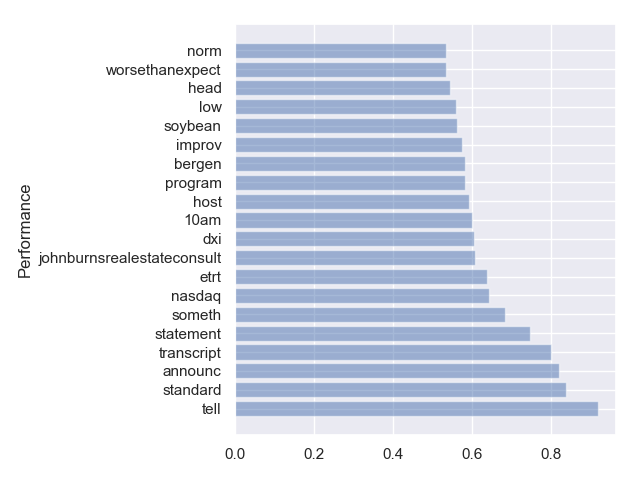 norm
worsethanexpect
head
low
soybean
improv
bergen
program
host
10am
dxi
johnburnsrealestateconsult
etrt
nasdaq
someth
statement
transcript
announc
standard
tell
Performance
0.0 0.2 0.4 0.6 0.8